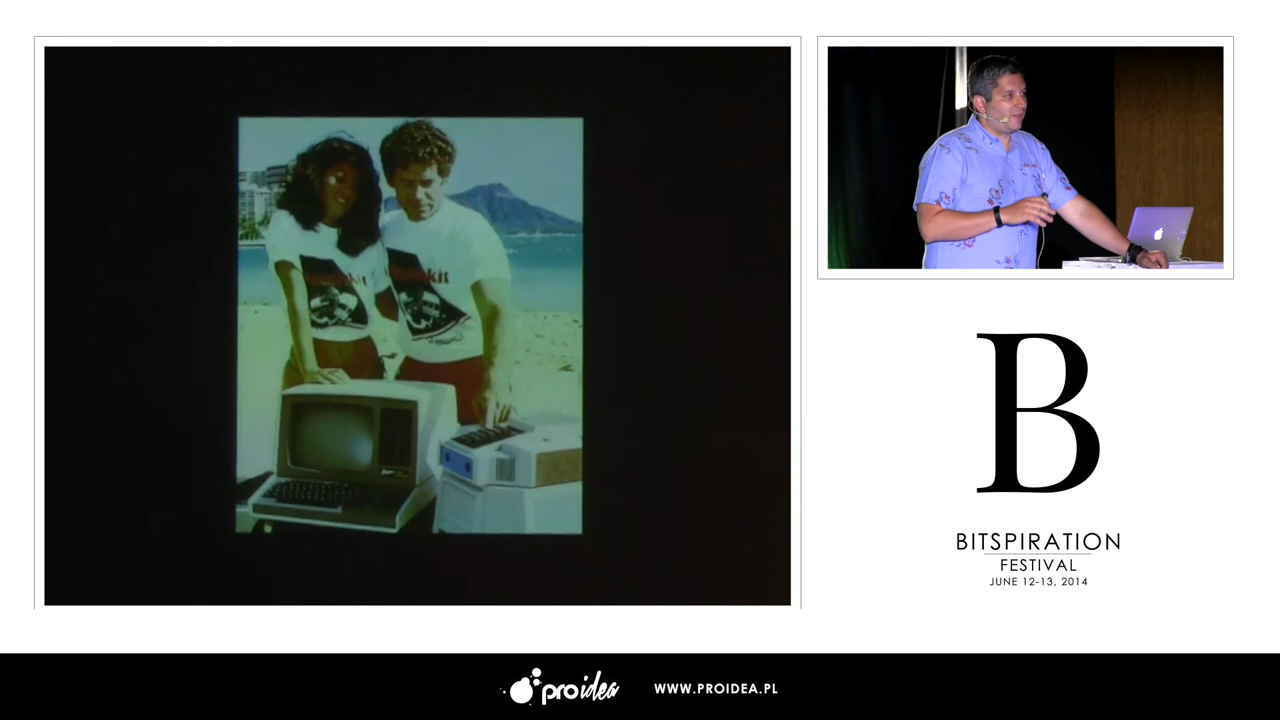 B
BITSPIRATION
FESTIVAL
JUNE 12-13, 2014
proidea
WWW.PROIDEA.PL